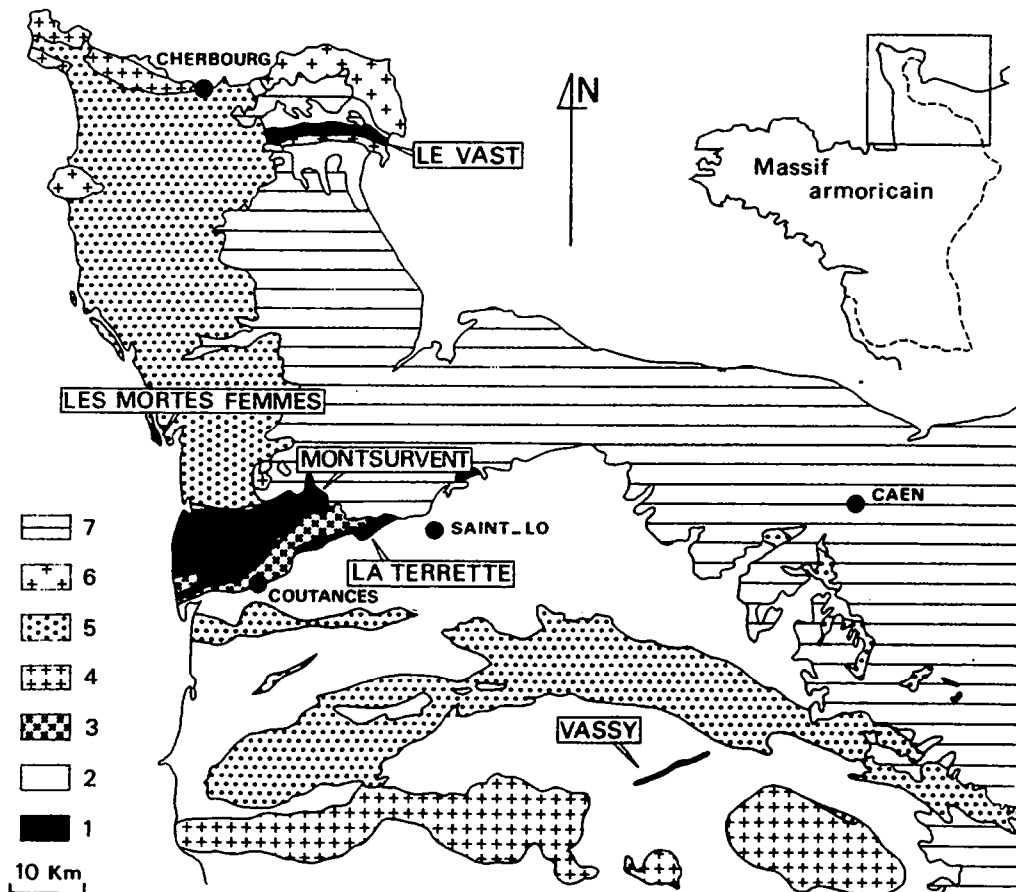 CHERBOURG
N
LE VAST
Massif
armoricain
LES MORTES FEMMES
MONTSURVENT
CAEN
SAINT_LO
LA TERRETTE
COUTANCES
VASSY
7
6
5
4
3
2
1
10 Km